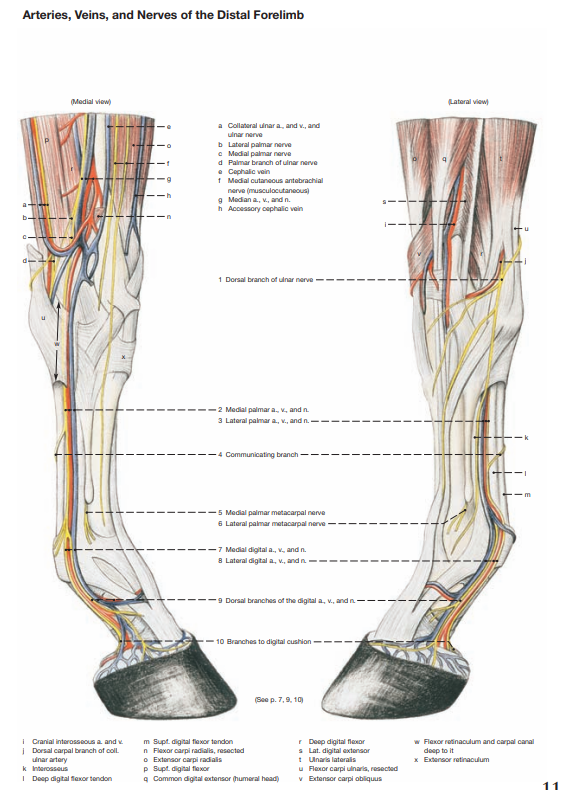 Arteries, Veins, and Nerves of the Distal Forelimb
(Medial view)
(Lateral view)
a Collateral ulnar a., and v., and
ulnar nerve
b Lateral palmar nerve
c Medial palmar nerve
d Palmar branch of ulnar nerve
e Cephalic vein
f Medial cutaneous antebrachial
nerve (musculocutaneous)
g Median a., v., and n.
h Accessory cephalic vein
p
r
a
b
c
d
u
w
x
e
o
f
g
h
n
o
q
t
s
i
v
r
u
j
k
l
m
1 Dorsal branch of ulnar nerve
2 Medial palmar a., v., and n.
3 Lateral palmar a., v., and n.
4 Communicating branch
5 Medial palmar metacarpal nerve
6 Lateral palmar metacarpal nerve
7 Medial digital a., v., and n.
8 Lateral digital a., v., and n.
9 Dorsal branches of the digital a., v., and n.
10 Branches to digital cushion
(See p. 7, 9, 10)
i Cranial interosseous a. and v.
j Dorsal carpal branch of coll.
ulnar artery
k Interosseus
l Deep digital flexor tendon
m Supf. digital flexor tendon
n Flexor carpi radialis, resected
o Extensor carpi radialis
p Supf. digital flexor
q Common digital extensor (humeral head)
r Deep digital flexor
s Lat. digital extensor
t Ulnaris lateralis
u Flexor carpi ulnaris, resected
v Extensor carpi obliquus
w Flexor retinaculum and carpal canal
deep to it
x Extensor retinaculum
11